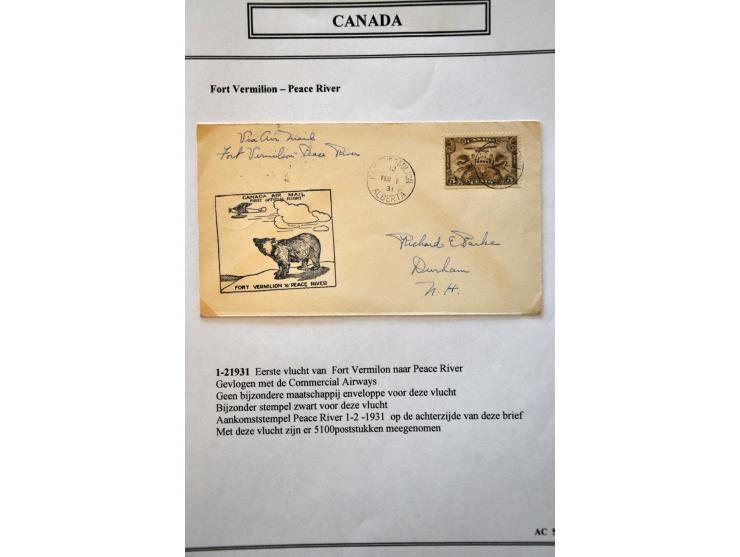 CANADA
Fort Vermilion – Peace River
Via Air Mail
Fort Vermilion - Peace River
FEB 1
31
ALBERTA
5 5
CANADA AIR MAIL
FIRST OFFICIAL FLIGHT
FORT VERMILION TO PEACE RIVER
Richard E. Parke
Durham
N. H.
1-21931 Eerste vlucht van Fort Vermilon naar Peace River
Gevlogen met de Commercial Airways
Geen bijzondere maatschappij enveloppe voor deze vlucht
Bijzonder stempel zwart voor deze vlucht
Aankomststempel Peace River 1-2 -1931 op de achterzijde van deze brief
Met deze vlucht zijn er 5100poststukken meegenomen
AC 5